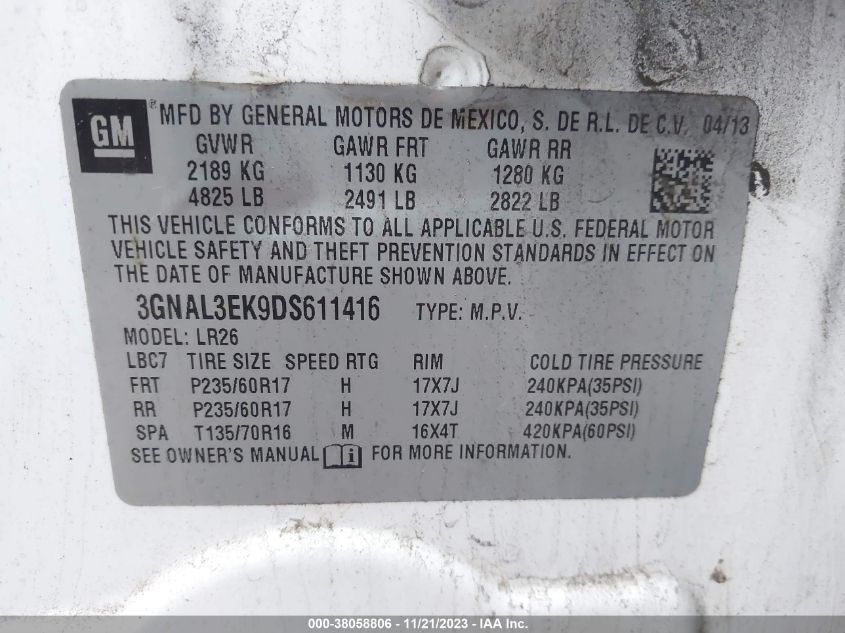 GM ® MFD BY GENERAL MOTORS DE MEXICO, S. DE R.L. DE C.V. 04/13
GVWR GAWR FRT GAWR RR
2189 KG 1130 KG 1280 KG
4825 LB 2491 LB 2822 LB
THIS VEHICLE CONFORMS TO ALL APPLICABLE U.S. FEDERAL MOTOR
VEHICLE SAFETY AND THEFT PREVENTION STANDARDS IN EFFECT ON
THE DATE OF MANUFACTURE SHOWN ABOVE.
3GNAL3EK9DS611416 TYPE: M.P.V.
MODEL: LR26
LBC7 TIRE SIZE SPEED RTG RIM COLD TIRE PRESSURE
FRT P235/60R17 H 17X7J 240KPA(35PSI)
RR P235/60R17 H 17X7J 240KPA(35PSI)
SPA T135/70R16 M 16X4T 420KPA(60PSI)
SEE OWNER'S MANUAL FOR MORE INFORMATION.
000-38058806 - 11/21/2023 - IAAI.com